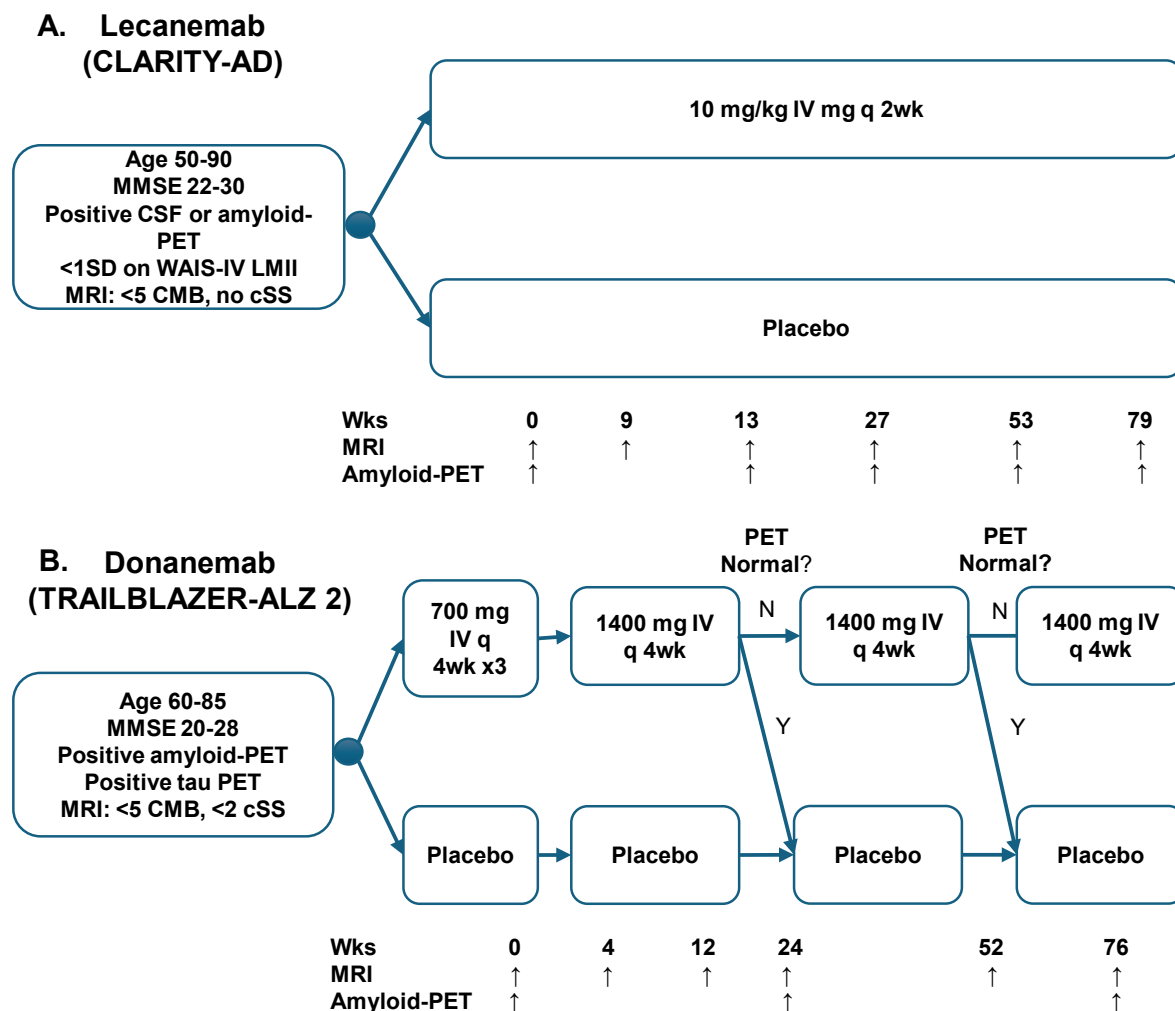 A. Lecanemab
(CLARITY-AD)
10 mg/kg IV mg q 2wk
Age 50-90
MMSE 22-30
Positive CSF or amyloid-
PET
<1SD on WAIS-IV LMII
MRI: <5 CMB, no cSS
Placebo
Wks 0 9 13 27 53 79
MRI ↑ ↑ ↑ ↑ ↑ ↑
Amyloid-PET ↑ ↑ ↑ ↑ ↑
B. Donanemab
(TRAILBLAZER-ALZ 2)
PET
Normal?
PET
Normal?
700 mg
IV q
4wk x3
1400 mg IV
q 4wk
N
1400 mg IV
q 4wk
N
1400 mg IV
q 4wk
Age 60-85
MMSE 20-28
Positive amyloid-PET
Positive tau PET
MRI: <5 CMB, <2 cSS
Y
Y
Placebo
Placebo
Placebo
Placebo
Wks 0 4 12 24 52 76
MRI ↑ ↑ ↑ ↑ ↑ ↑
Amyloid-PET ↑ ↑ ↑